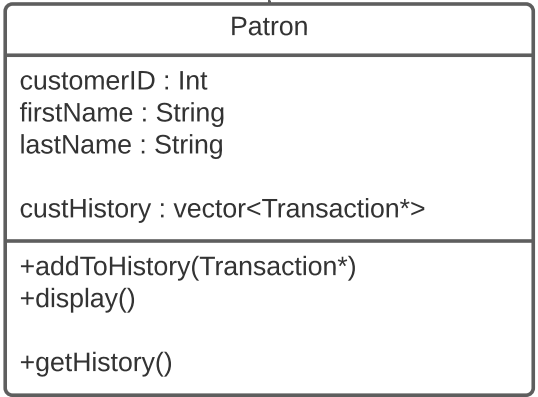 Patron
customerID : Int
firstName : String
lastName : String
custHistory : vector<Transaction*>
+addToHistory(Transaction*)
+display()
+getHistory()